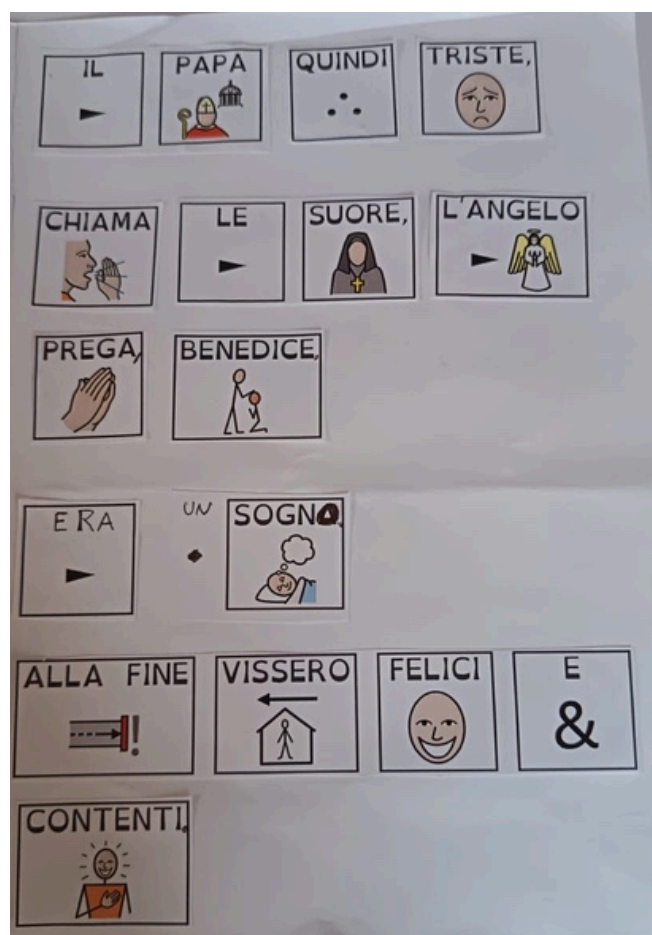 IL PAPA QUINDI TRISTE,
CHIAMA LE SUORE, L'ANGELO
PREGA, BENEDICE,
ERA UN SOGNO.
ALLA FINE VISSERO FELICI E
&
CONTENTI.